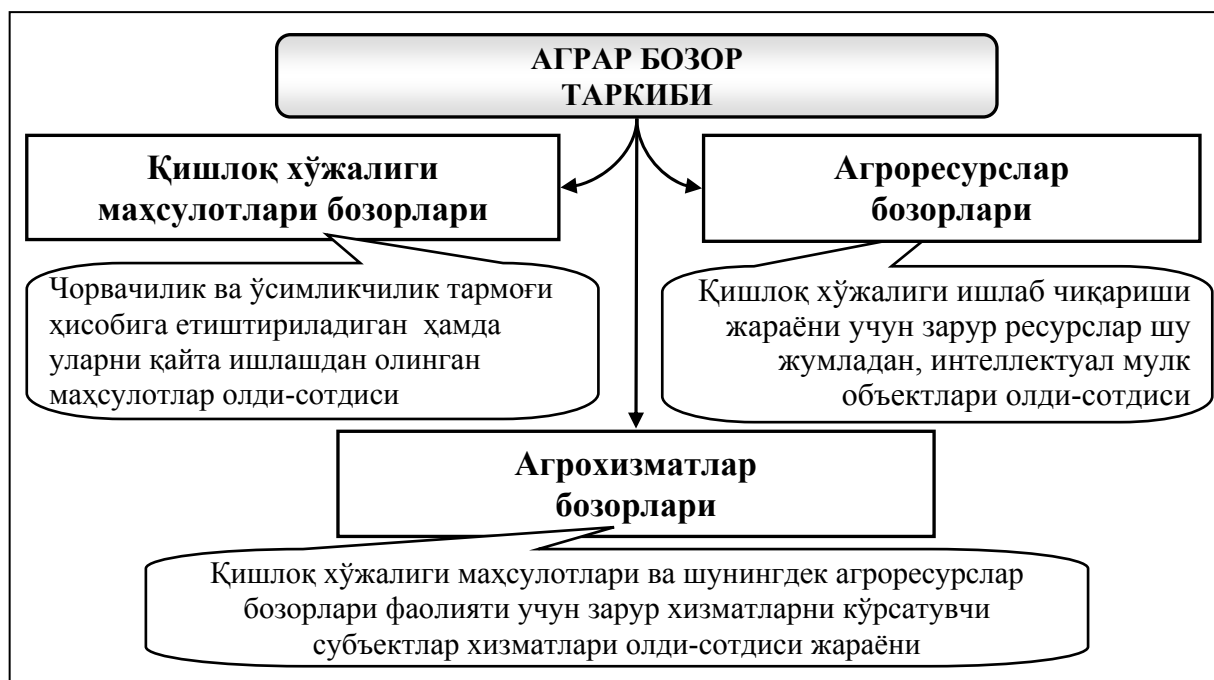 АГРАР БОЗОР
ТАРКИБИ
Қишлоқ хўжалиги
маҳсулотлари бозорлари
Агроресурслар
бозорлари
Чорвачилик ва ўсимликчилик тармоғи
ҳисобига етиштириладиган ҳамда
уларни қайта ишлашдан олинган
маҳсулотлар олди-сотдиси
Қишлоқ хўжалиги ишлаб чиқариши
жараёни учун зарур ресурслар шу
жумладан, интеллектуал мулк
объектлари олди-сотдиси
Агрохизматлар
бозорлари
Қишлоқ хўжалиги маҳсулотлари ва шунингдек агроресурслар
бозорлари фаолияти учун зарур хизматларни кўрсатувчи
субъектлар хизматлари олди-сотдиси жараёни